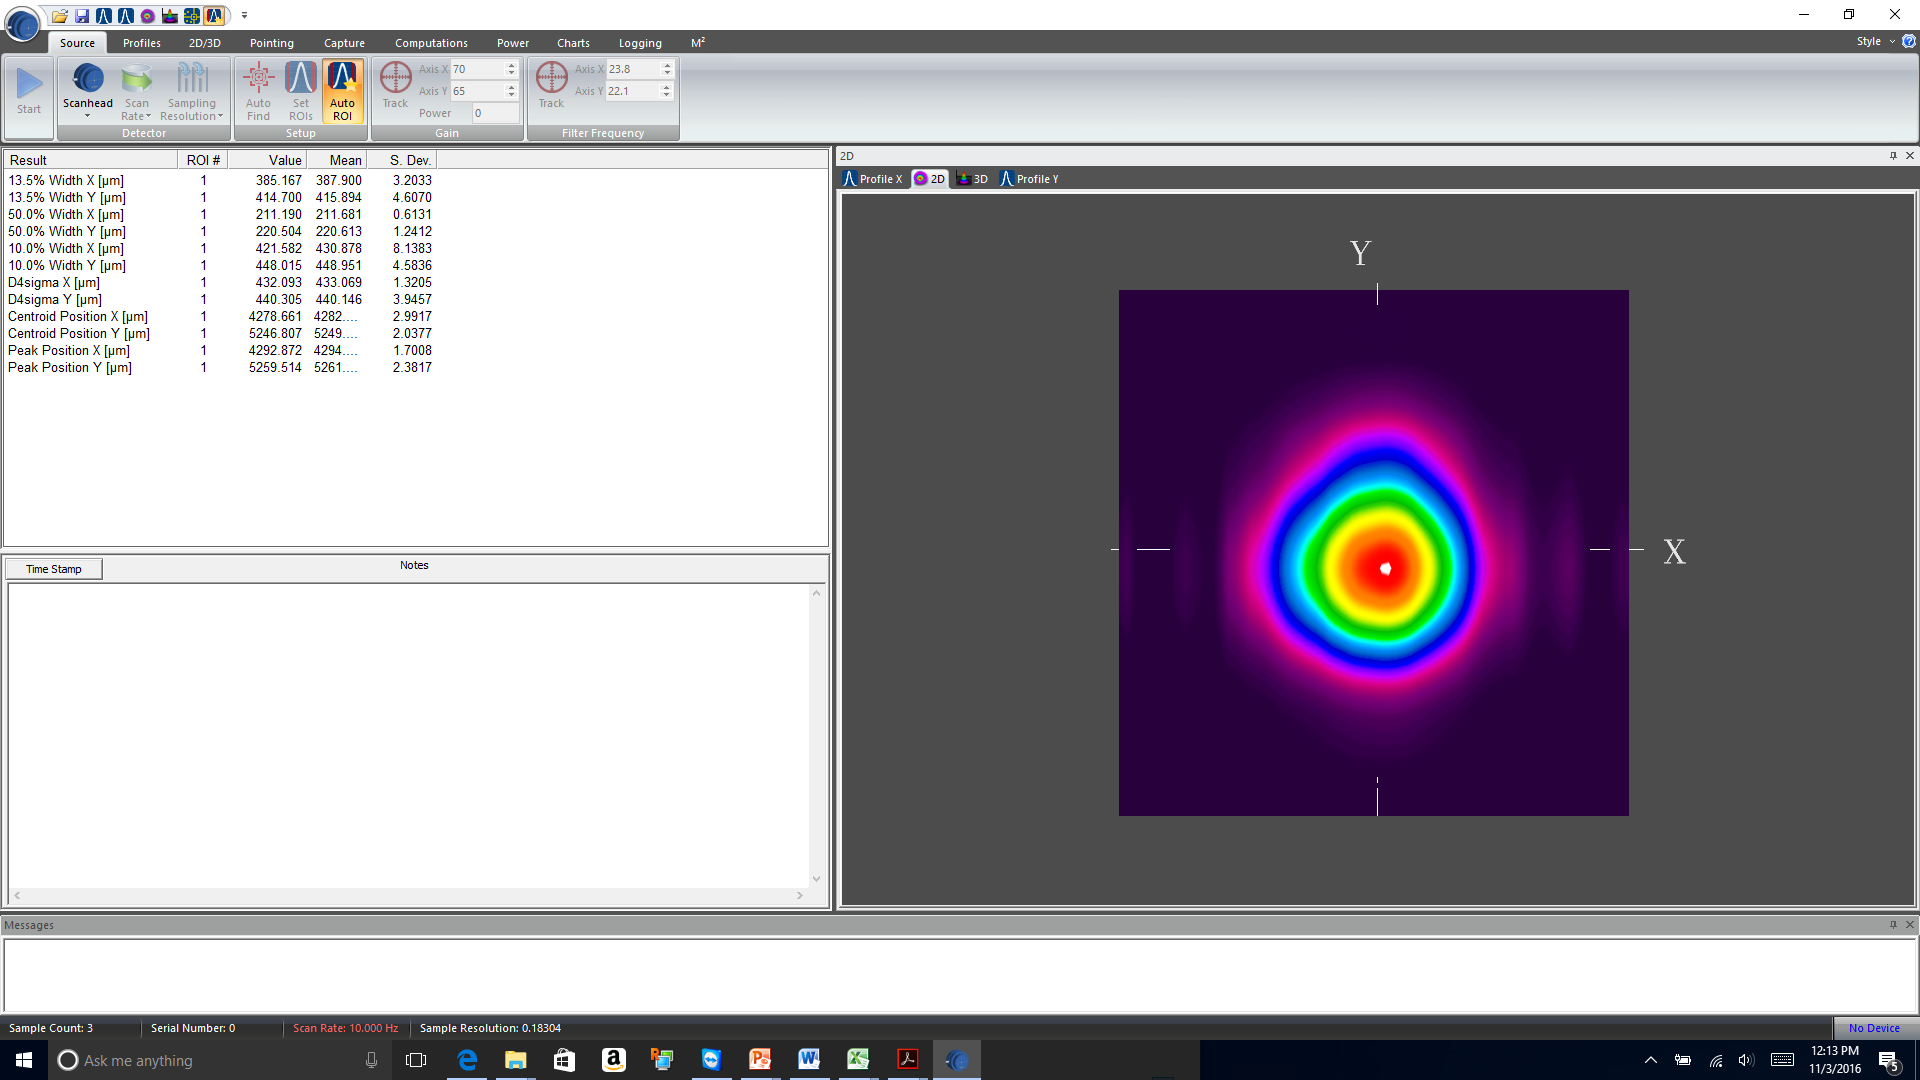 Source Profiles 2D/3D Pointing Capture Computations Power Charts Logging M² Style
Start
Scanhead
Scan Rate
Sampling Resolution
Detector
Auto Find
Set ROIs
Auto ROI
Setup
Track
Axis X 70
Axis Y 65
Power 0
Gain
Track
Axis X 23.8
Axis Y 22.1
Filter Frequency
Result ROI # Value Mean S. Dev.
13.5% Width X [µm] 1 385.167 387.900 3.2033
13.5% Width Y [µm] 1 414.700 415.894 4.6070
50.0% Width X [µm] 1 211.190 211.681 0.6131
50.0% Width Y [µm] 1 220.504 220.613 1.2412
10.0% Width X [µm] 1 421.582 430.878 8.1383
10.0% Width Y [µm] 1 448.015 448.951 4.5836
D4sigma X [µm] 1 432.093 433.069 1.3205
D4sigma Y [µm] 1 440.305 440.146 3.9457
Centroid Position X [µm] 1 4278.661 4282.... 2.9917
Centroid Position Y [µm] 1 5246.807 5249.... 2.0377
Peak Position X [µm] 1 4292.872 4294.... 1.7008
Peak Position Y [µm] 1 5259.514 5261.... 2.3817
Time Stamp
Notes
2D
Profile X 2D 3D Profile Y
Y
X
Messages
Sample Count: 3 Serial Number: 0 Scan Rate: 10.000 Hz Sample Resolution: 0.18304 No Device
Ask me anything
12:13 PM
11/3/2016
5